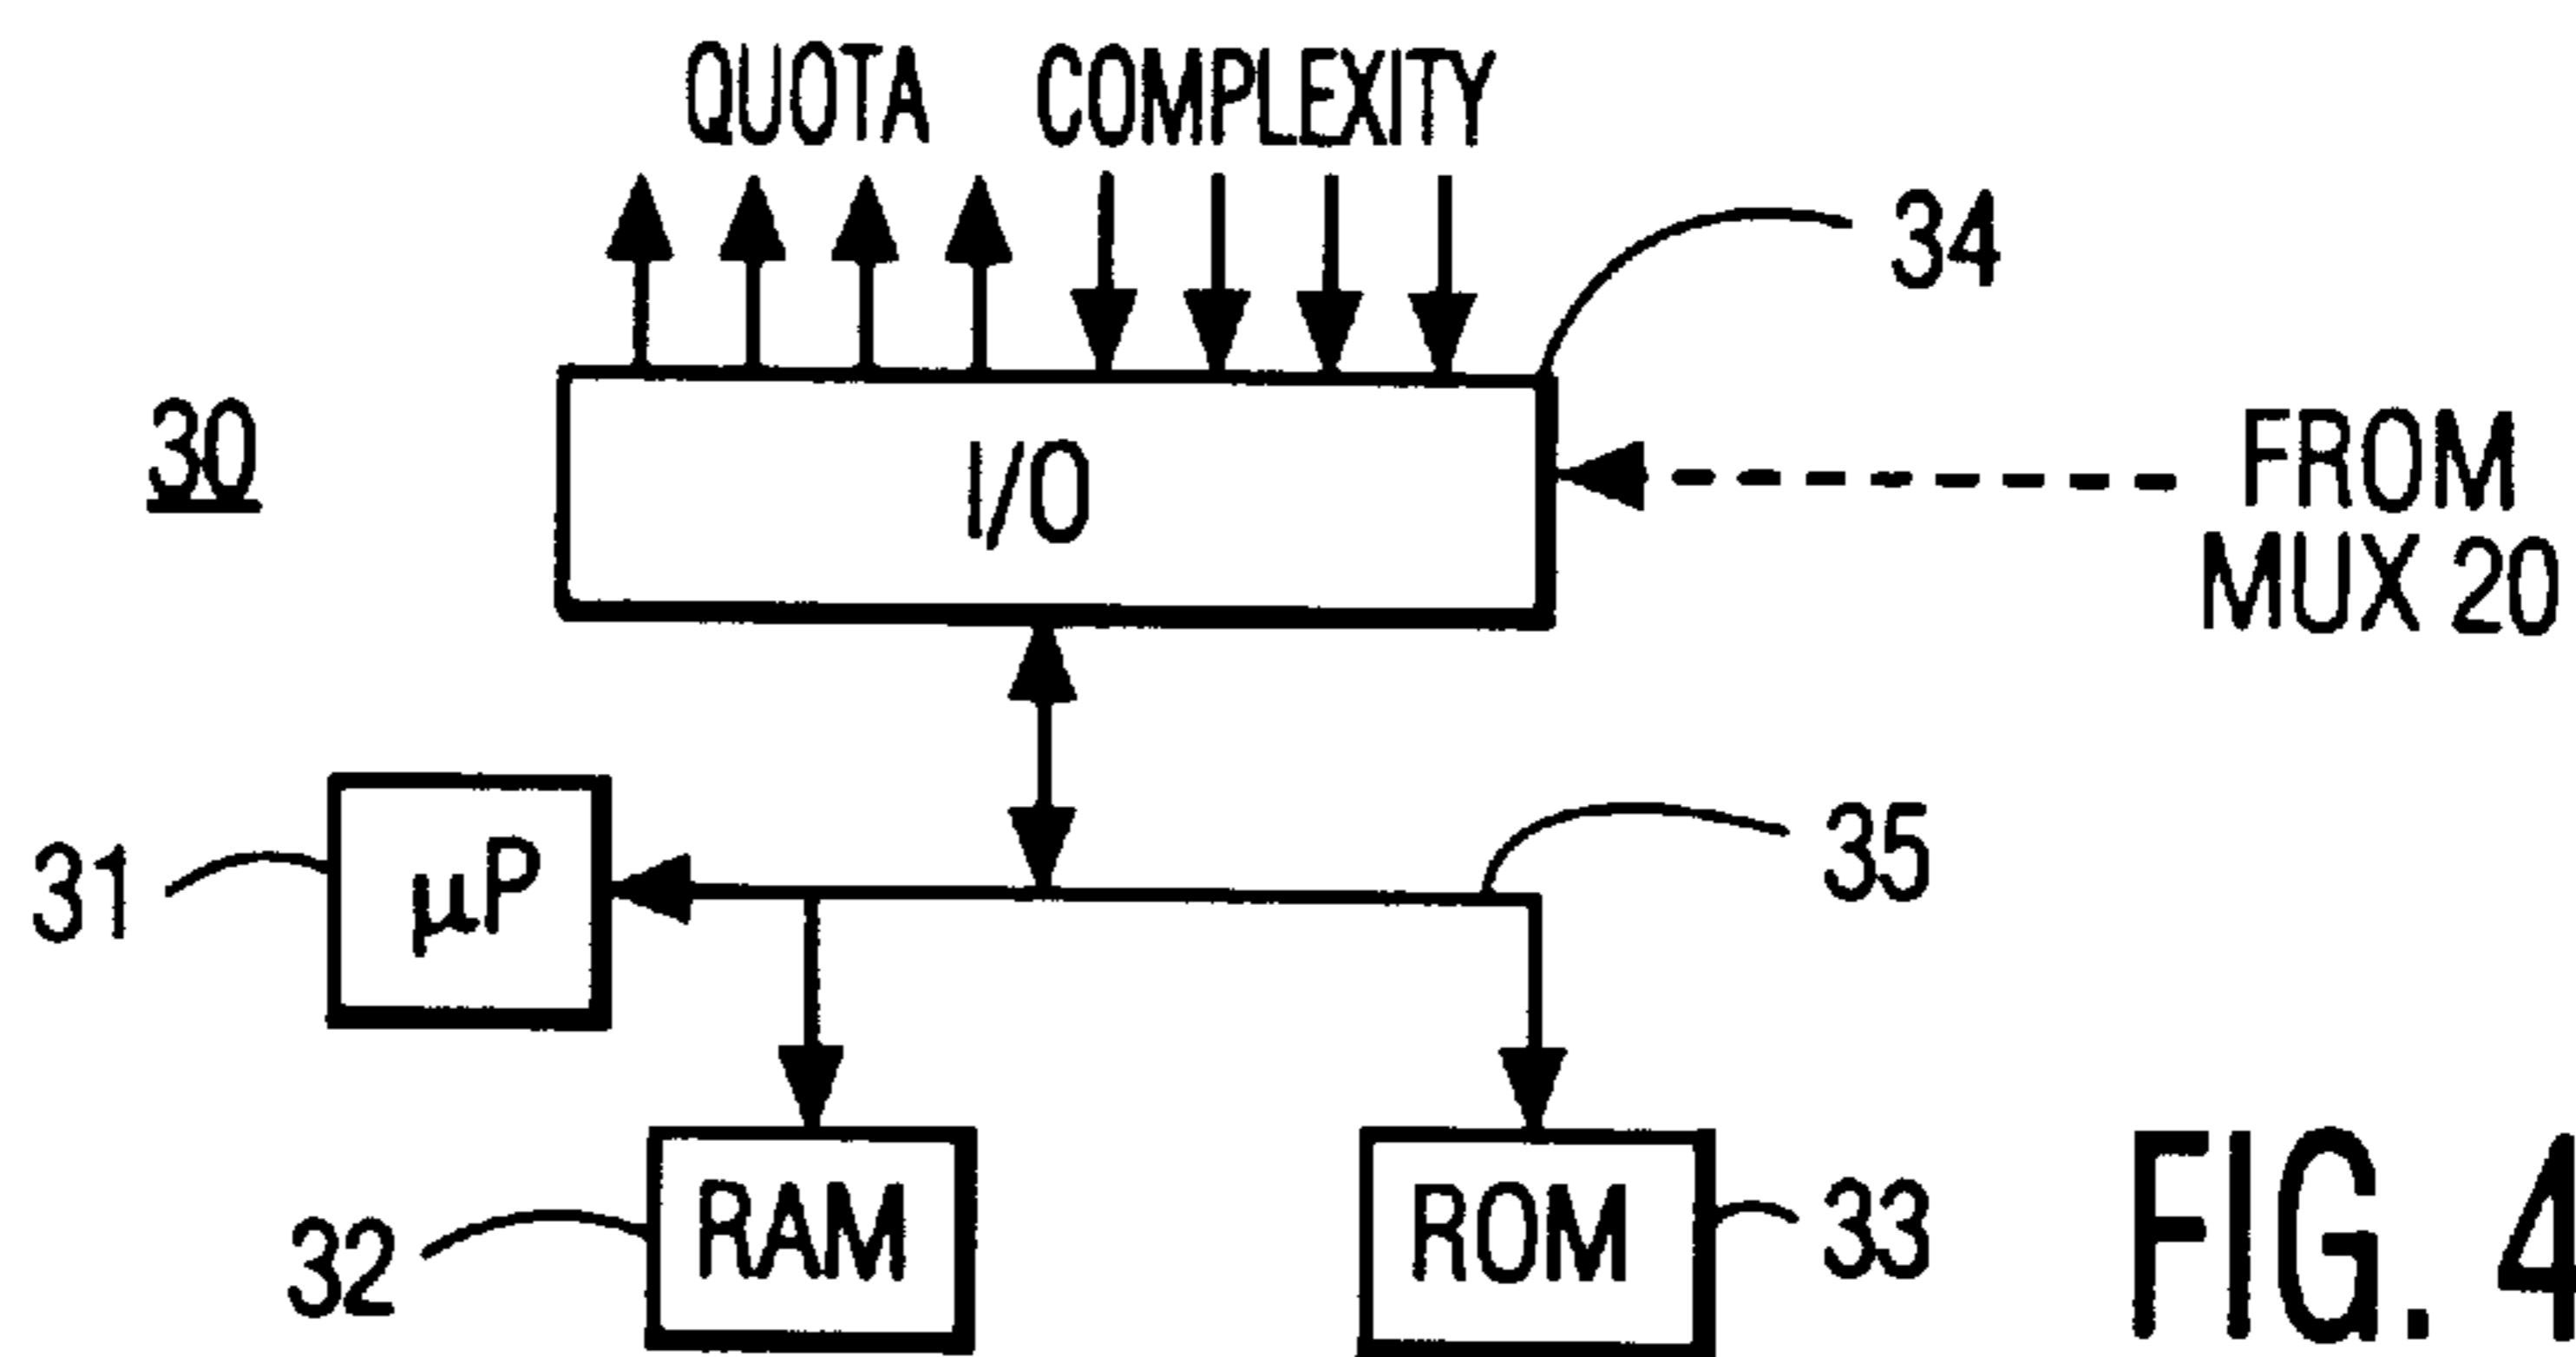 QUOTA COMPLEXITY
34
30
I/O
FROM
MUX 20
31
µP
35
32
RAM
ROM
33
FIG. 4